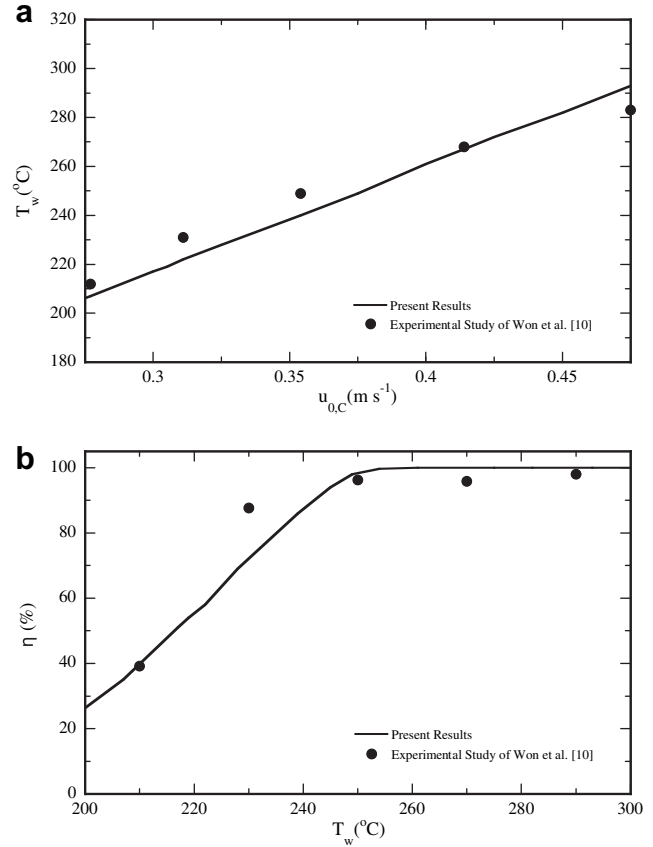 a
320
300
280
260
240
220
200
180
T_w(°C)
0.3
0.35
0.4
0.45
u_0,C(m s⁻¹)
Present Results
Experimental Study of Won et al. [10]
b
100
80
60
40
20
0
η (%)
200
220
240
260
280
300
T_w(°C)
Present Results
Experimental Study of Won et al. [10]